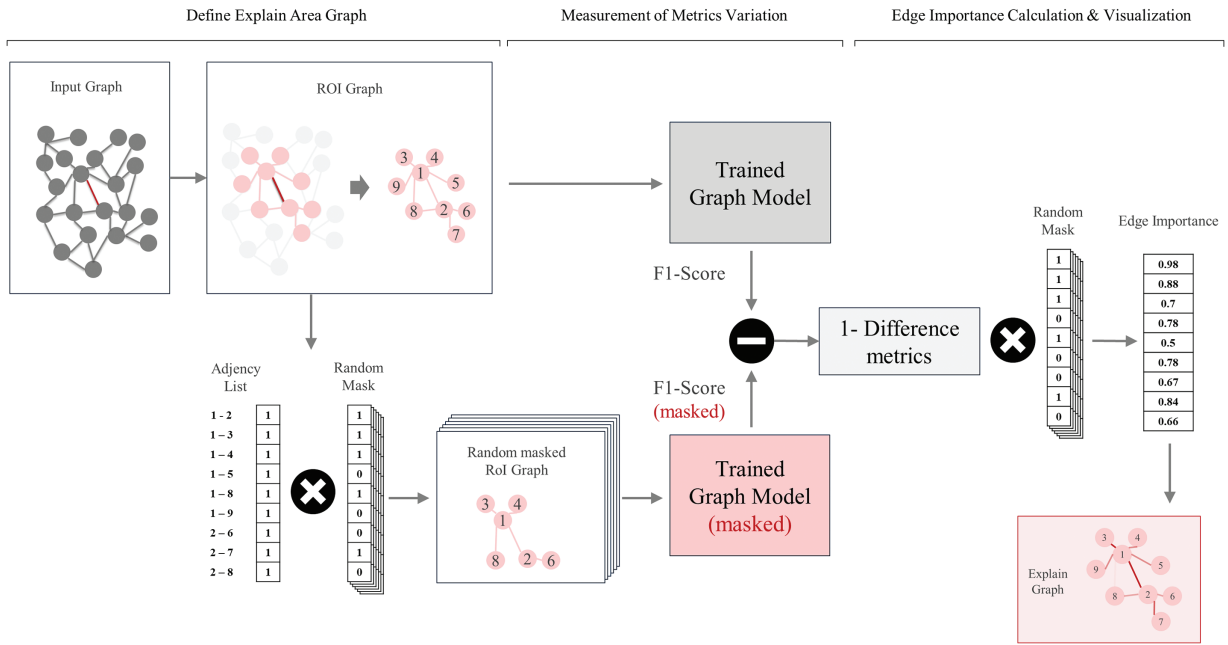 Define Explain Area Graph
Measurement of Metrics Variation
Edge Importance Calculation & Visualization
Input Graph
ROI Graph
3
4
1
9
5
8
2
6
7
Trained
Graph Model
F1-Score
F1-Score
(masked)
1- Difference
metrics
Random
Mask
1
1
1
0
1
0
0
1
0
Edge Importance
0.98
0.88
0.7
0.78
0.5
0.78
0.67
0.84
0.66
Adjency
List
1 - 2 1
1 – 3 1
1 – 4 1
1 – 5 1
1 – 8 1
1 – 9 1
2 – 6 1
2 – 7 1
2 – 8 1
Random
Mask
1
1
1
0
1
0
0
1
0
Random masked
RoI Graph
3
4
1
8
2
6
Trained
Graph Model
(masked)
Explain
Graph
3
4
1
9
5
8
2
6
7